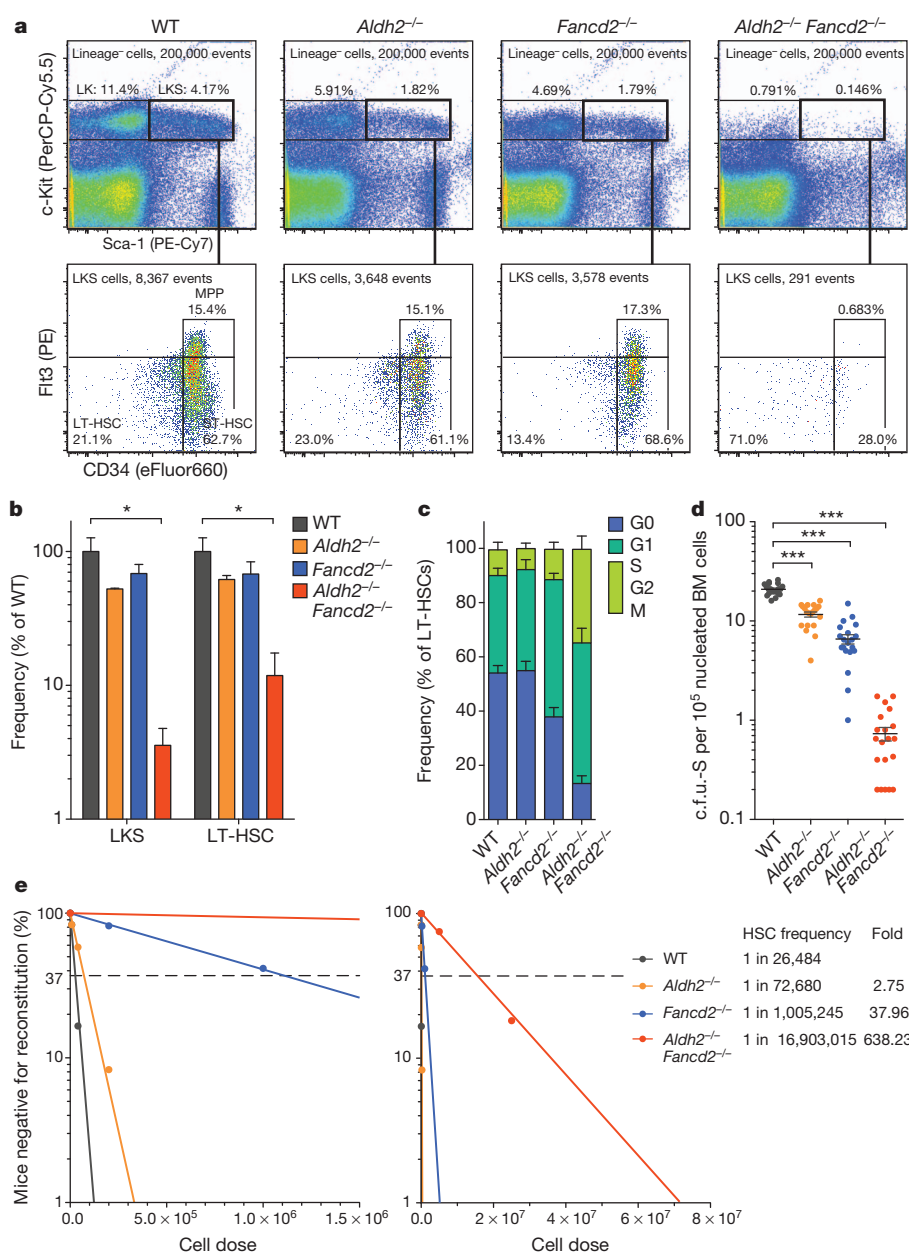 a
WT
Aldh2–/–
Fancd2–/–
Aldh2–/– Fancd2–/–
Lineage– cells, 200,000 events
LK: 11.4% LKS: 4.17%
Lineage– cells, 200,000 events
5.91% 1.82%
Lineage– cells, 200,000 events
4.69% 1.79%
Lineage– cells, 200,000 events
0.791% 0.146%
c-Kit (PerCP-Cy5.5)
Sca-1 (PE-Cy7)
LKS cells, 8,367 events
MPP
15.4%
LT-HSC
21.1%
ST-HSC
62.7%
LKS cells, 3,648 events
15.1%
23.0% 61.1%
LKS cells, 3,578 events
17.3%
13.4% 68.6%
LKS cells, 291 events
0.683%
71.0% 28.0%
Flt3 (PE)
CD34 (eFluor660)
b
Frequency (% of WT)
100
10
1
*
*
LKS
LT-HSC
WT
Aldh2–/–
Fancd2–/–
Aldh2–/–
Fancd2–/–
c
Frequency (% of LT-HSCs)
100
80
60
40
20
0
WT
Aldh2–/–
Fancd2–/–
Aldh2–/–
Fancd2–/–
G0
G1
S
G2
M
d
c.f.u.-S per 10⁵ nucleated BM cells
100
10
1
0.1
***
***
***
WT
Aldh2–/–
Fancd2–/–
Aldh2–/–
Fancd2–/–
e
Mice negative for reconstitution (%)
100
37
10
1
0.0 5.0 × 10⁵ 1.0 × 10⁶ 1.5 × 10⁶
Cell dose
100
37
10
1
0.0 2 × 10⁷ 4 × 10⁷ 6 × 10⁷ 8 × 10⁷
Cell dose
HSC frequency Fold
WT 1 in 26,484
Aldh2–/– 1 in 72,680 2.75
Fancd2–/– 1 in 1,005,245 37.96
Aldh2–/– 1 in 16,903,015 638.23
Fancd2–/–